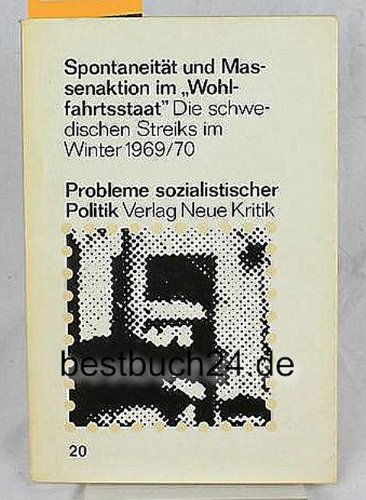 Spontaneität und Mas-
senaktion im „Wohl-
fahrtsstaat” Die schwe-
dischen Streiks im
Winter 1969/70
Probleme sozialistischer
Politik Verlag Neue Kritik
bestbuch24.de
20